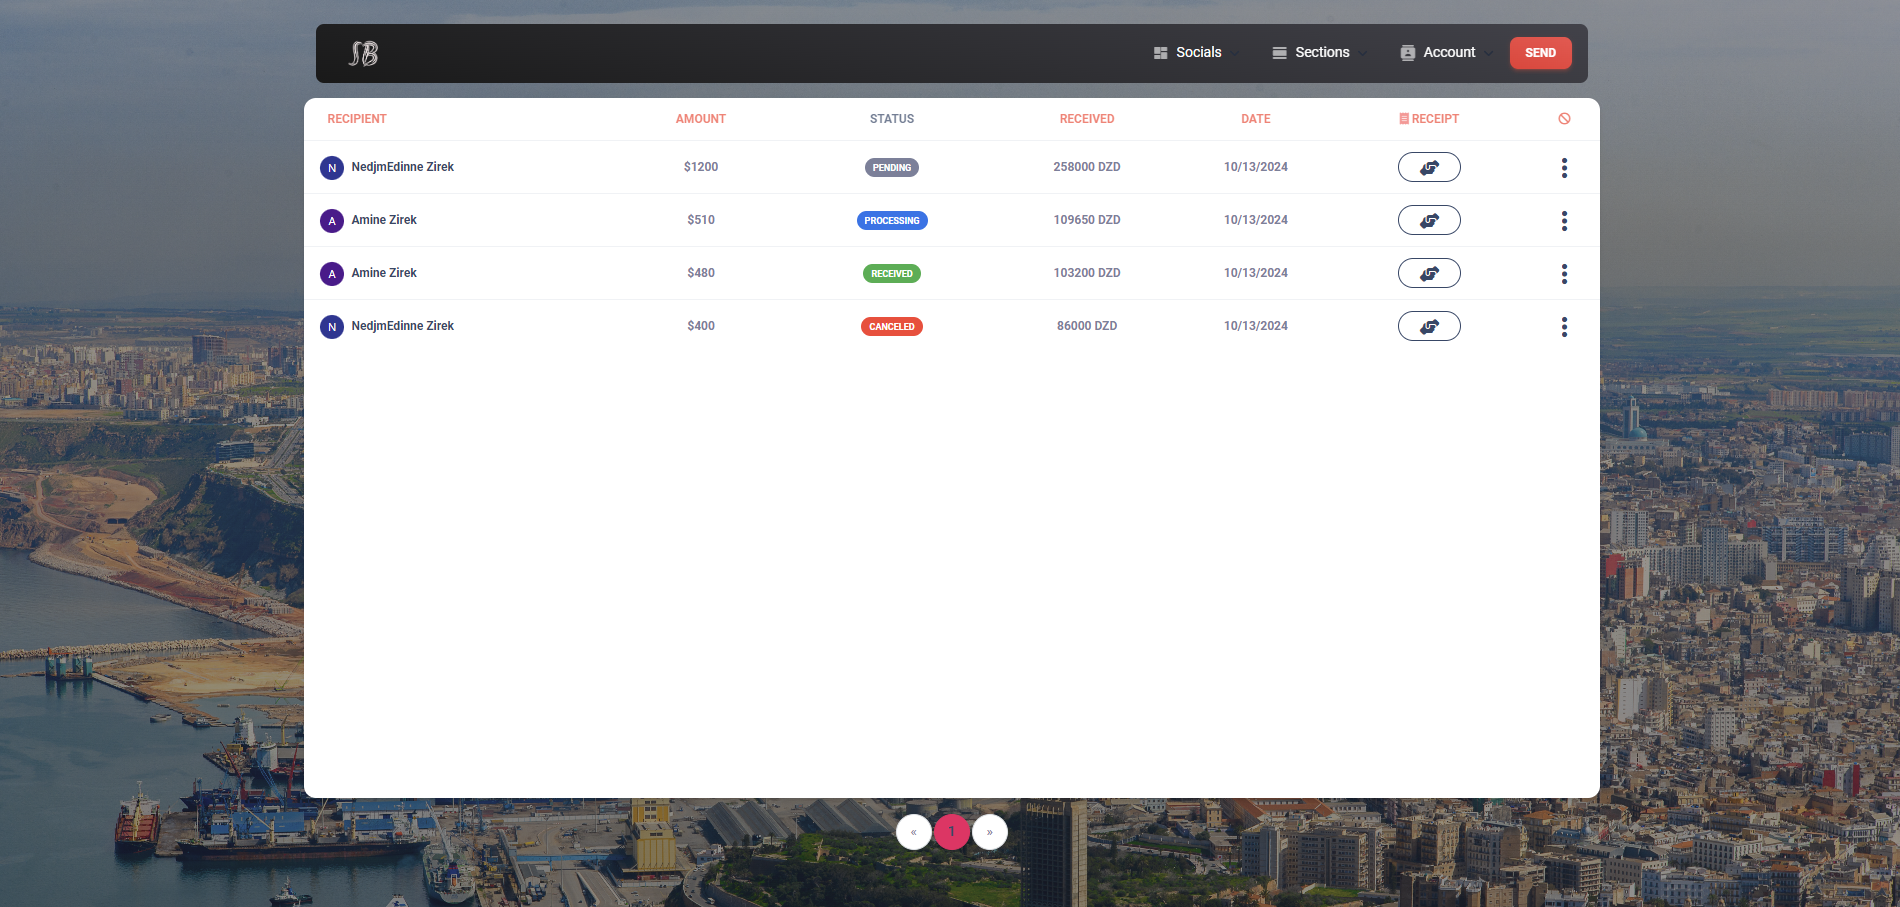 SB
Socials Sections Account SEND
RECIPIENT AMOUNT STATUS RECEIVED DATE RECEIPT
N NedjmEdinne Zirek $1200 PENDING 258000 DZD 10/13/2024
A Amine Zirek $510 PROCESSING 109650 DZD 10/13/2024
A Amine Zirek $480 RECEIVED 103200 DZD 10/13/2024
N NedjmEdinne Zirek $400 CANCELED 86000 DZD 10/13/2024
« 1 »